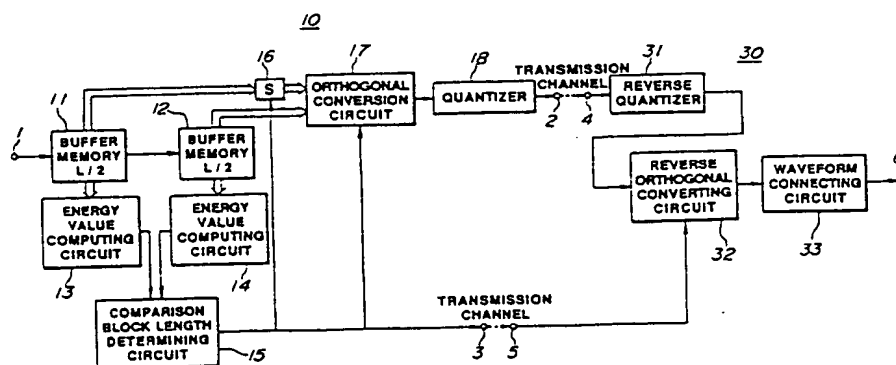 10
30
16
17
18
TRANSMISSION
CHANNEL
31
S
ORTHOGONAL
CONVERSION
CIRCUIT
QUANTIZER
2
4
REVERSE
QUANTIZER
1
11
BUFFER
MEMORY
L/2
12
BUFFER
MEMORY
L/2
ENERGY
VALUE
COMPUTING
CIRCUIT
13
ENERGY
VALUE
COMPUTING
CIRCUIT
14
REVERSE
ORTHOGONAL
CONVERTING
CIRCUIT
32
WAVEFORM
CONNECTING
CIRCUIT
33
COMPARISON
BLOCK LENGTH
DETERMINING
CIRCUIT
15
TRANSMISSION
CHANNEL
3
5